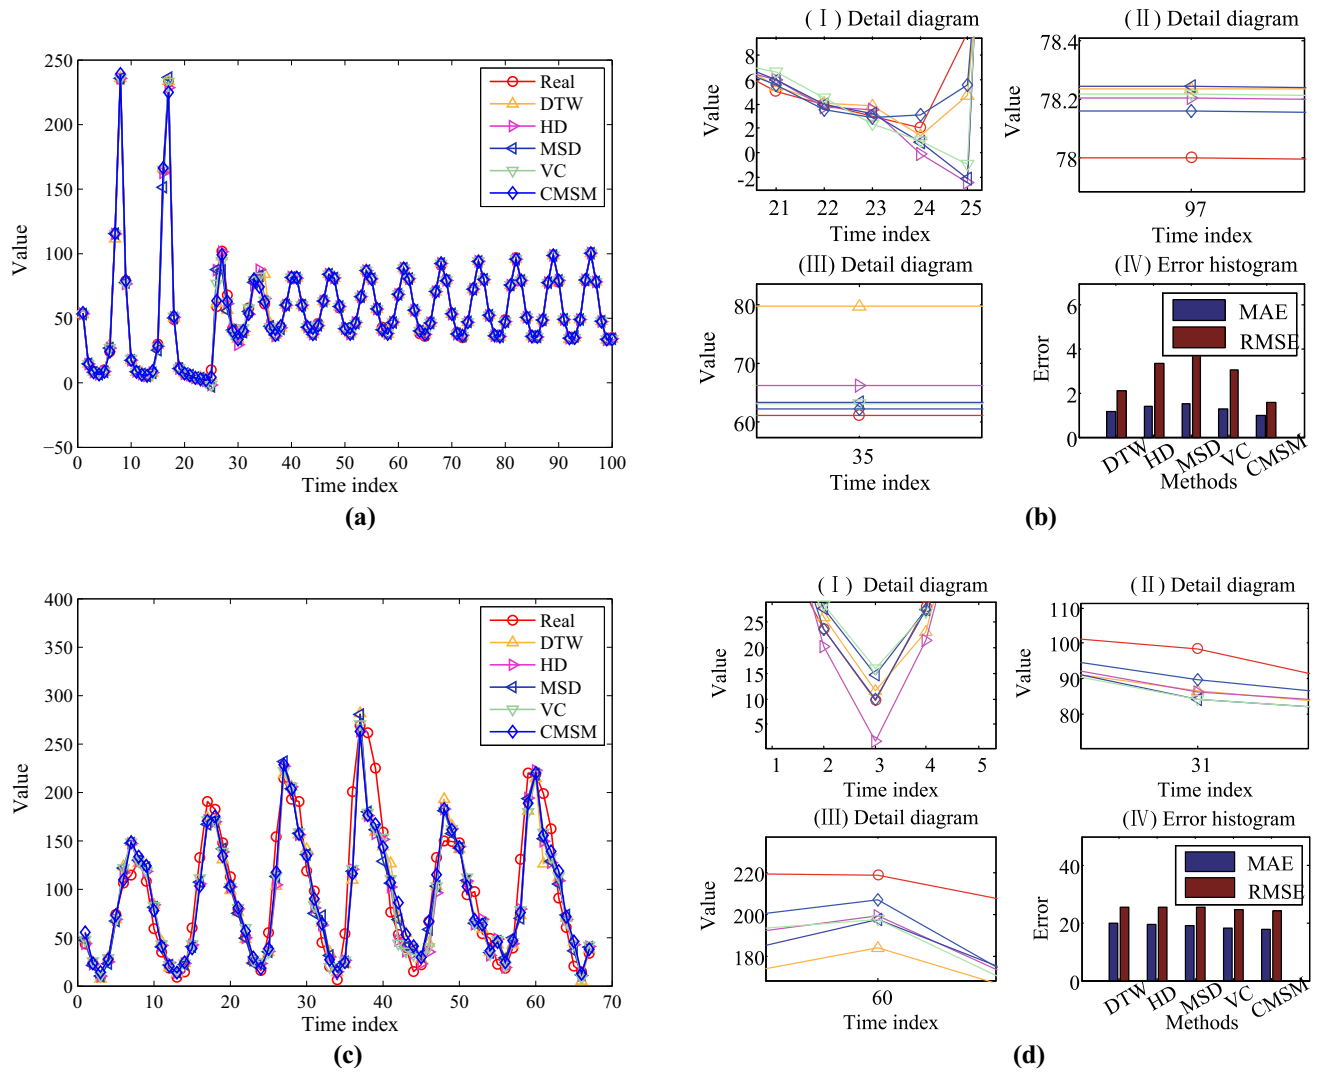 250
200
150
100
50
0
−50
Value
0 10 20 30 40 50 60 70 80 90 100
Time index
Real
DTW
HD
MSD
VC
CMSM
(a)
(Ⅰ) Detail diagram
8
6
4
2
0
-2
Value
21 22 23 24 25
Time index
(Ⅱ) Detail diagram
78.4
78.2
78
Value
97
Time index
(Ⅲ) Detail diagram
80
70
60
Value
35
Time index
(Ⅳ) Error histogram
6
4
2
0
Error
MAE
RMSE
DTW HD MSD VC CMSM
Methods
(b)
400
350
300
250
200
150
100
50
0
Value
0 10 20 30 40 50 60 70
Time index
Real
DTW
HD
MSD
VC
CMSM
(c)
(Ⅰ) Detail diagram
25
20
15
10
5
Value
1 2 3 4 5
Time index
(Ⅱ) Detail diagram
110
100
90
80
Value
31
Time index
(Ⅲ) Detail diagram
220
200
180
Value
60
Time index
(Ⅳ) Error histogram
40
20
0
Error
MAE
RMSE
DTW HD MSD VC CMSM
Methods
(d)